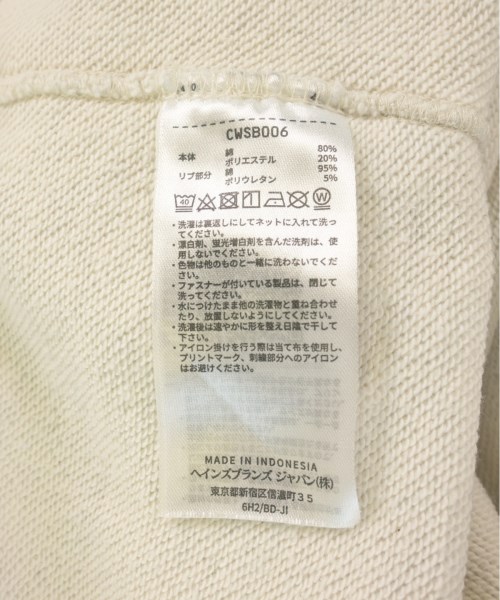 CWSB006
本体 綿 80%
ポリエステル 20%
リブ部分 綿 95%
ポリウレタン 5%
40 W
・洗濯は裏返しにしてネットに入れて洗っ
てください。
・漂白剤、蛍光増白剤を含んだ洗剤は、使
用しないでください。
・色物は他のものと一緒に洗わないでください。
・ファスナーが付いている製品は、閉じて
洗ってください。
・水につけたまま他の洗濯物と重ね合わせ
たり、放置しないようにしてください。
・洗濯後は速やかに形を整え日陰で干して
下さい。
・アイロン掛けを行う際は当て布を使用し、
プリントマーク、刺繍部分へのアイロン
はお避けください。
MADE IN INDONESIA
ヘインズブランズ ジャパン(株)
東京都新宿区信濃町35
6H2/BD-JI